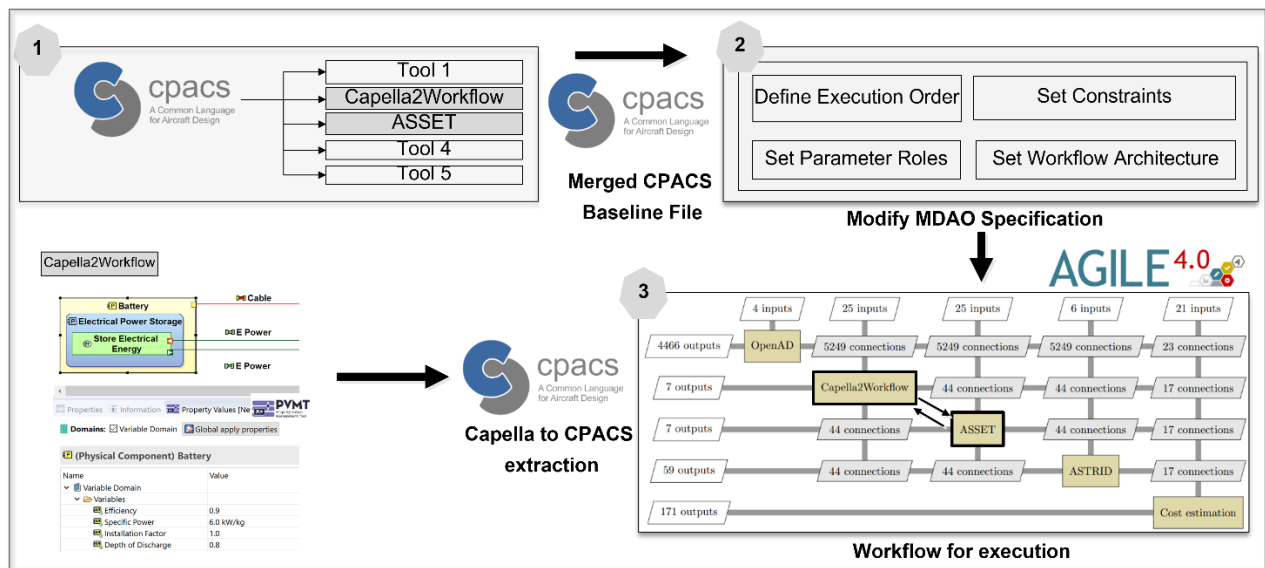 1
cpacs
A Common Language
for Aircraft Design
Tool 1
Capella2Workflow
ASSET
Tool 4
Tool 5
cpacs
A Common Language
for Aircraft Design
Merged CPACS
Baseline File
2
Define Execution Order
Set Constraints
Set Parameter Roles
Set Workflow Architecture
Modify MDAO Specification
AGILE 4.0
Capella2Workflow
Battery
Electrical Power Storage
Store Electrical
Energy
Cable
E Power
E Power
Properties
Information
Property Values [Ne
PVMT
Domains:
Variable Domain
Global apply properties
(Physical Component) Battery
Name Value
Variable Domain
Variables
Efficiency 0.9
Specific Power 6.0 kW/kg
Installation Factor 1.0
Depth of Discharge 0.8
cpacs
A Common Language
for Aircraft Design
Capella to CPACS
extraction
3
4 inputs 25 inputs 25 inputs 6 inputs 21 inputs
4466 outputs OpenAD 5249 connections 5249 connections 5249 connections 23 connections
7 outputs Capella2Workflow 44 connections 44 connections 17 connections
7 outputs 44 connections ASSET 44 connections 17 connections
59 outputs 44 connections 44 connections ASTRID 17 connections
171 outputs Cost estimation
Workflow for execution